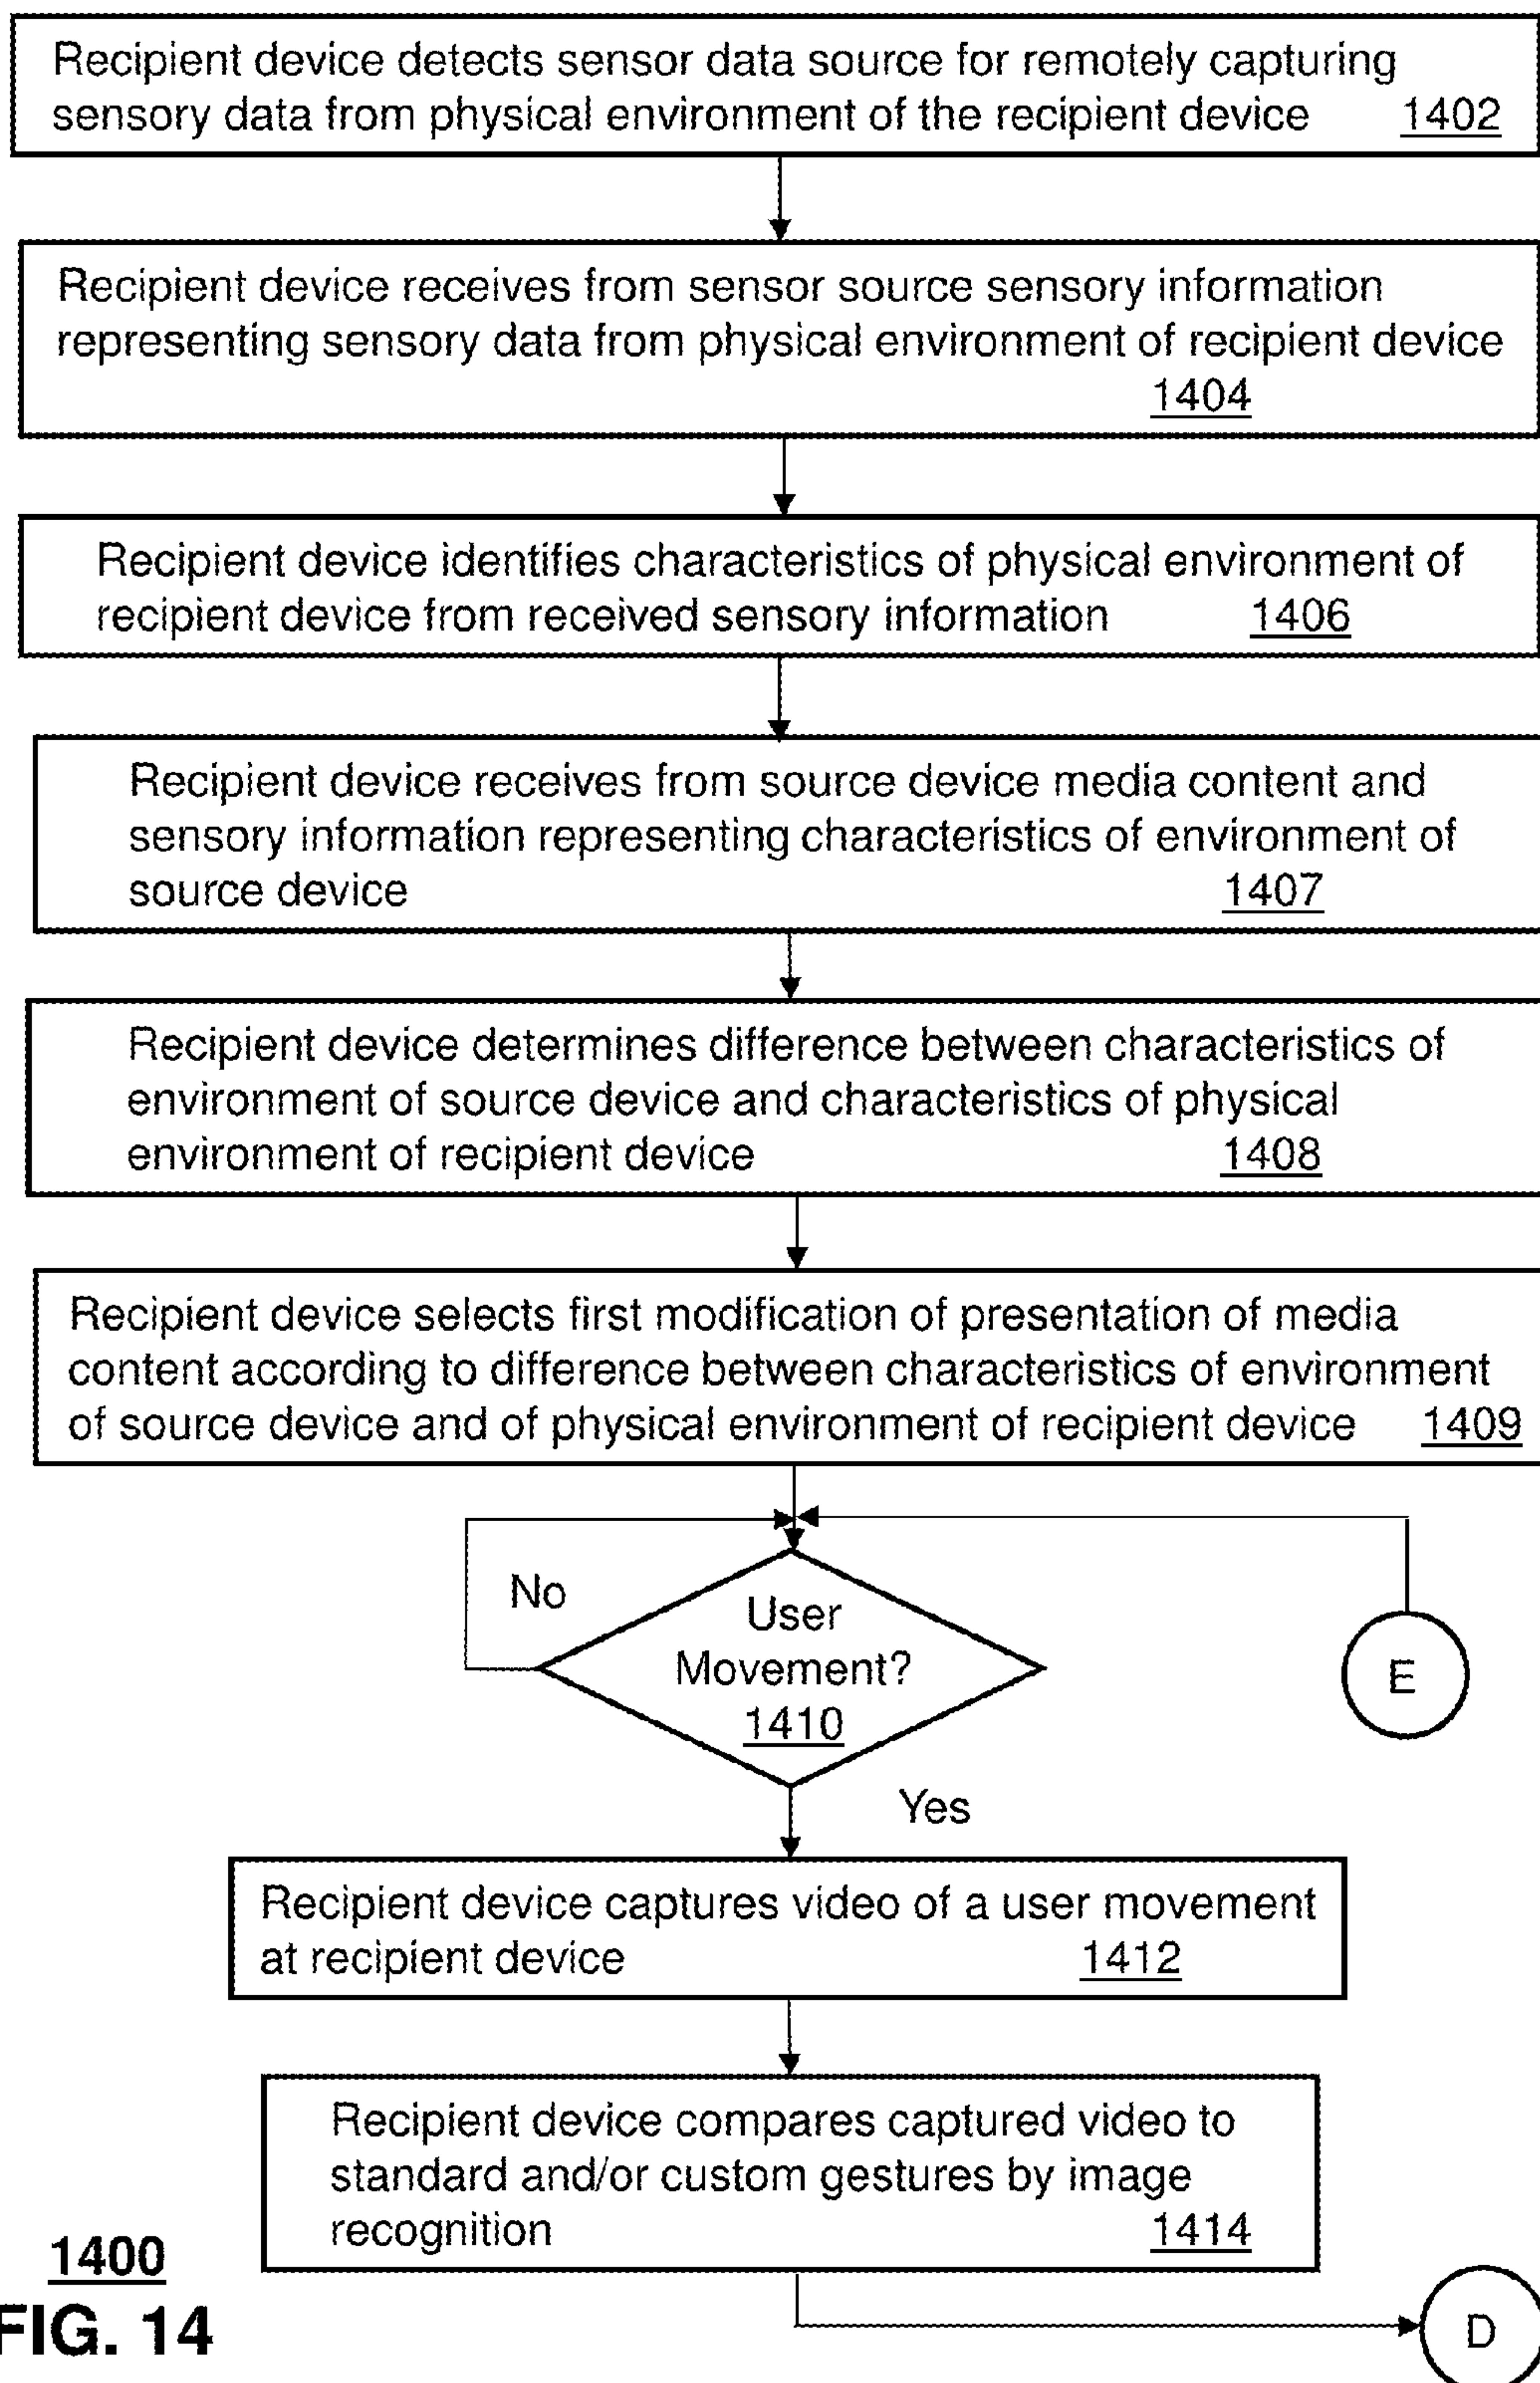 Recipient device detects sensor data source for remotely capturing
sensory data from physical environment of the recipient device 1402
Recipient device receives from sensor source sensory information
representing sensory data from physical environment of recipient device
1404
Recipient device identifies characteristics of physical environment of
recipient device from received sensory information 1406
Recipient device receives from source device media content and
sensory information representing characteristics of environment of
source device 1407
Recipient device determines difference between characteristics of
environment of source device and characteristics of physical
environment of recipient device 1408
Recipient device selects first modification of presentation of media
content according to difference between characteristics of environment
of source device and of physical environment of recipient device 1409
No
User
Movement?
1410
E
Yes
Recipient device captures video of a user movement
at recipient device 1412
Recipient device compares captured video to
standard and/or custom gestures by image
recognition 1414
1400
FIG. 14
D